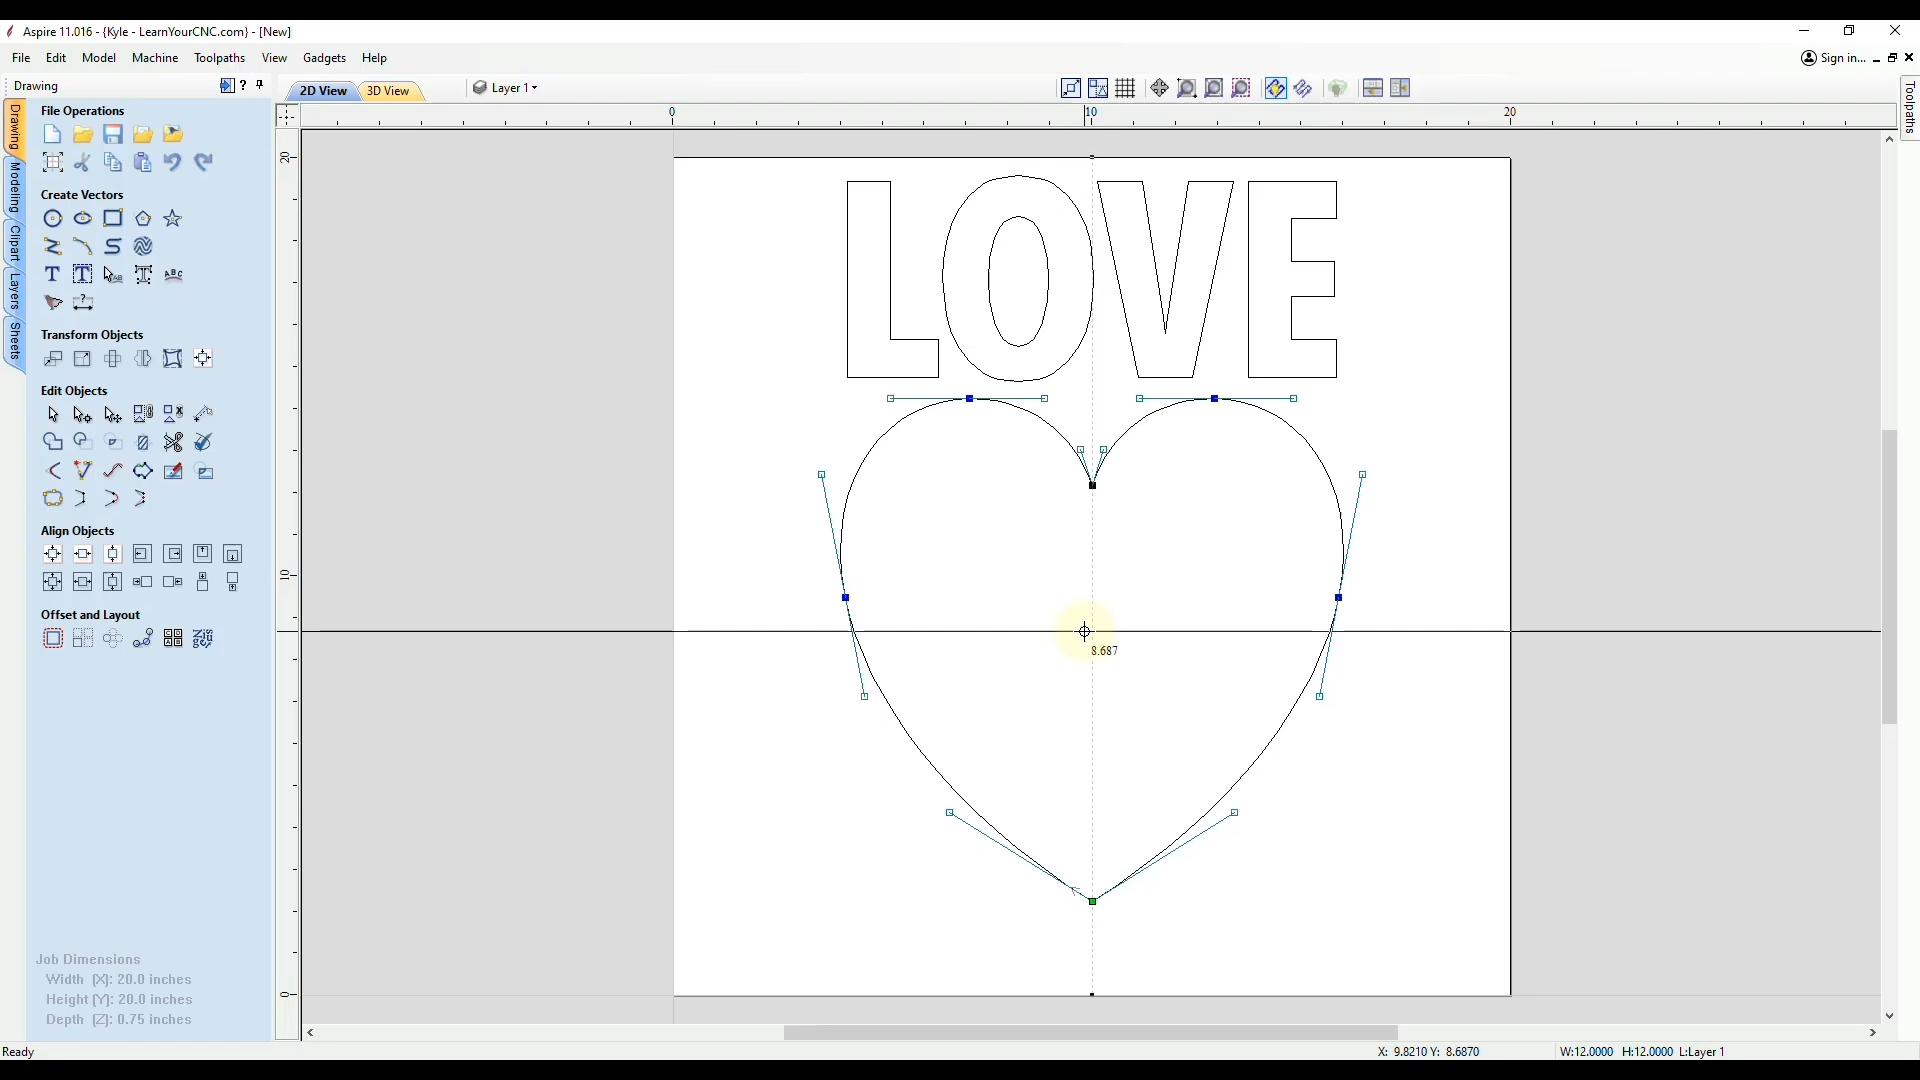 Aspire 11.016 - {Kyle - LearnYourCNC.com} - [New]
File Edit Model Machine Toolpaths View Gadgets Help
Sign in...
Drawing
2D View 3D View Layer 1
Toolpaths
Drawing
Modeling
Clipart
Layers
Sheets
File Operations
Create Vectors
Transform Objects
Edit Objects
Align Objects
Offset and Layout
0 10 20
20
10
0
LOVE
8.687
Job Dimensions
Width (X): 20.0 inches
Height (Y): 20.0 inches
Depth (Z): 0.75 inches
Ready
X: 9.8210 Y: 8.6870
W:12.0000 H:12.0000 L:Layer 1